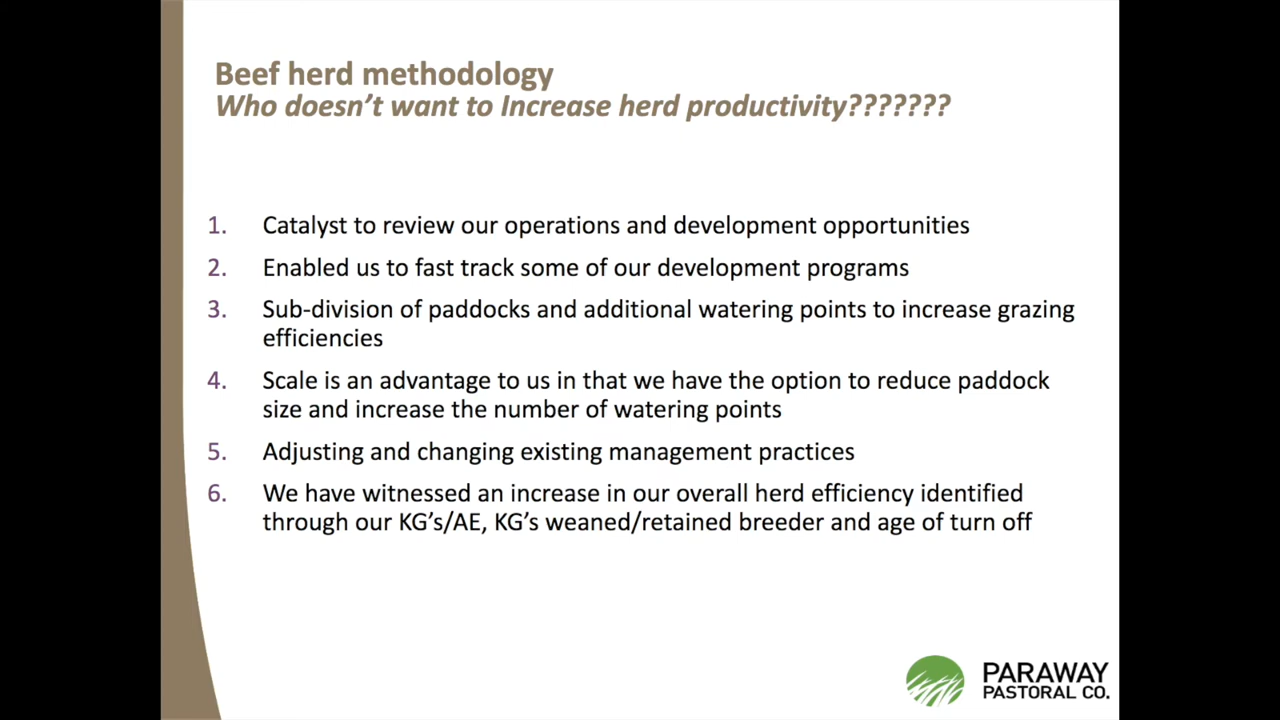 Beef herd methodology
Who doesn’t want to Increase herd productivity???????
1. Catalyst to review our operations and development opportunities
2. Enabled us to fast track some of our development programs
3. Sub-division of paddocks and additional watering points to increase grazing
efficiencies
4. Scale is an advantage to us in that we have the option to reduce paddock
size and increase the number of watering points
5. Adjusting and changing existing management practices
6. We have witnessed an increase in our overall herd efficiency identified
through our KG’s/AE, KG’s weaned/retained breeder and age of turn off
PARAWAY
PASTORAL CO.